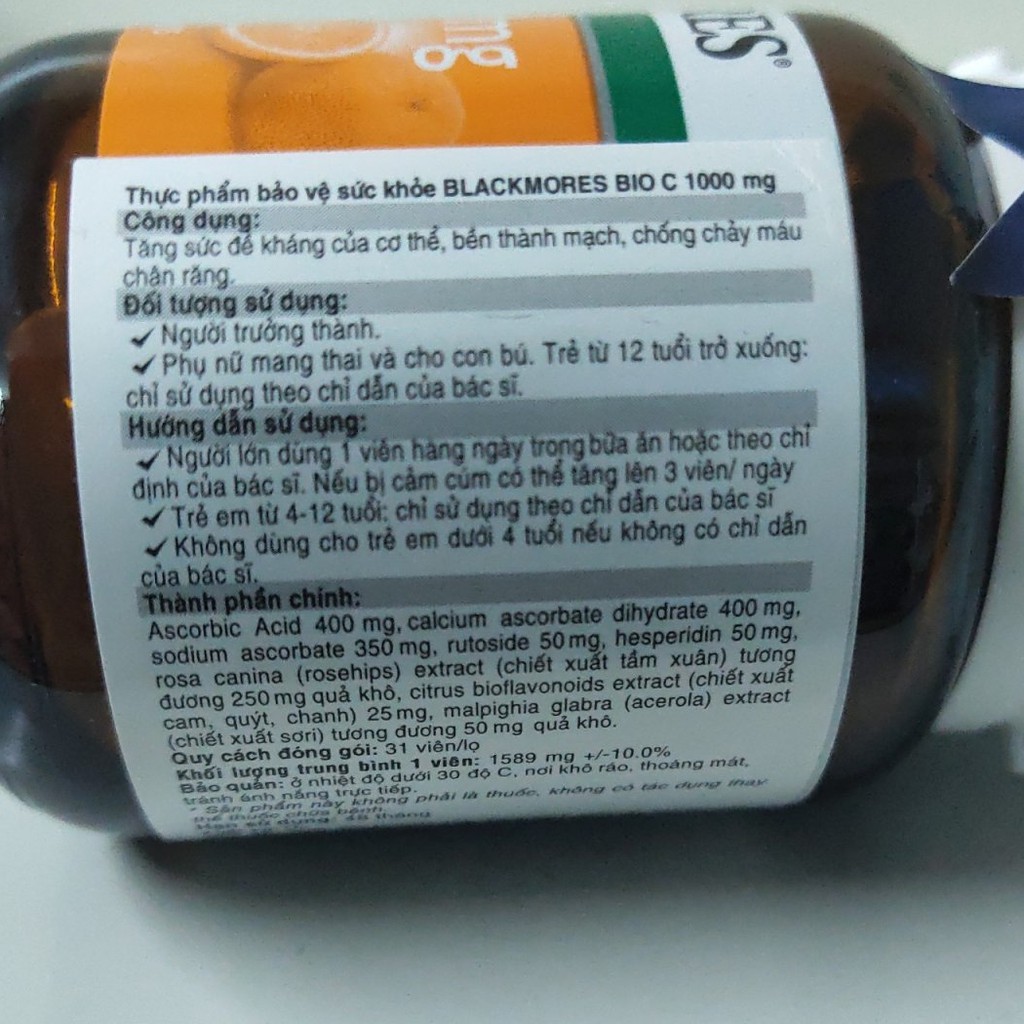 ES®
mg
Thực phẩm bảo vệ sức khỏe BLACKMORES BIO C 1000 mg
Công dụng:
Tăng sức đề kháng của cơ thể, bền thành mạch, chống chảy máu
chân răng.
Đối tượng sử dụng:
✓ Người trưởng thành.
✓ Phụ nữ mang thai và cho con bú. Trẻ từ 12 tuổi trở xuống:
chỉ sử dụng theo chỉ dẫn của bác sĩ.
Hướng dẫn sử dụng:
✓ Người lớn dùng 1 viên hàng ngày trong bữa ăn hoặc theo chỉ
định của bác sĩ. Nếu bị cảm cúm có thể tăng lên 3 viên/ ngày
✓ Trẻ em từ 4-12 tuổi: chỉ sử dụng theo chỉ dẫn của bác sĩ
✓ Không dùng cho trẻ em dưới 4 tuổi nếu không có chỉ dẫn
của bác sĩ.
Thành phần chính:
Ascorbic Acid 400 mg, calcium ascorbate dihydrate 400 mg,
sodium ascorbate 350 mg, rutoside 50 mg, hesperidin 50 mg,
rosa canina (rosehips) extract (chiết xuất tầm xuân) tương
đương 250 mg quả khô, citrus bioflavonoids extract (chiết xuất
cam, quýt, chanh) 25 mg, malpighia glabra (acerola) extract
(chiết xuất sơri) tương đương 50 mg quả khô.
Quy cách đóng gói: 31 viên/lọ
Khối lượng trung bình 1 viên: 1589 mg +/-10.0%
Bảo quản: ở nhiệt độ dưới 30 độ C, nơi khô ráo, thoáng mát,
tránh ánh nắng trực tiếp.
* Sản phẩm này không phải là thuốc, không có tác dụng thay
thế thuốc chữa bệnh.
Hạn sử dụng: 48 tháng